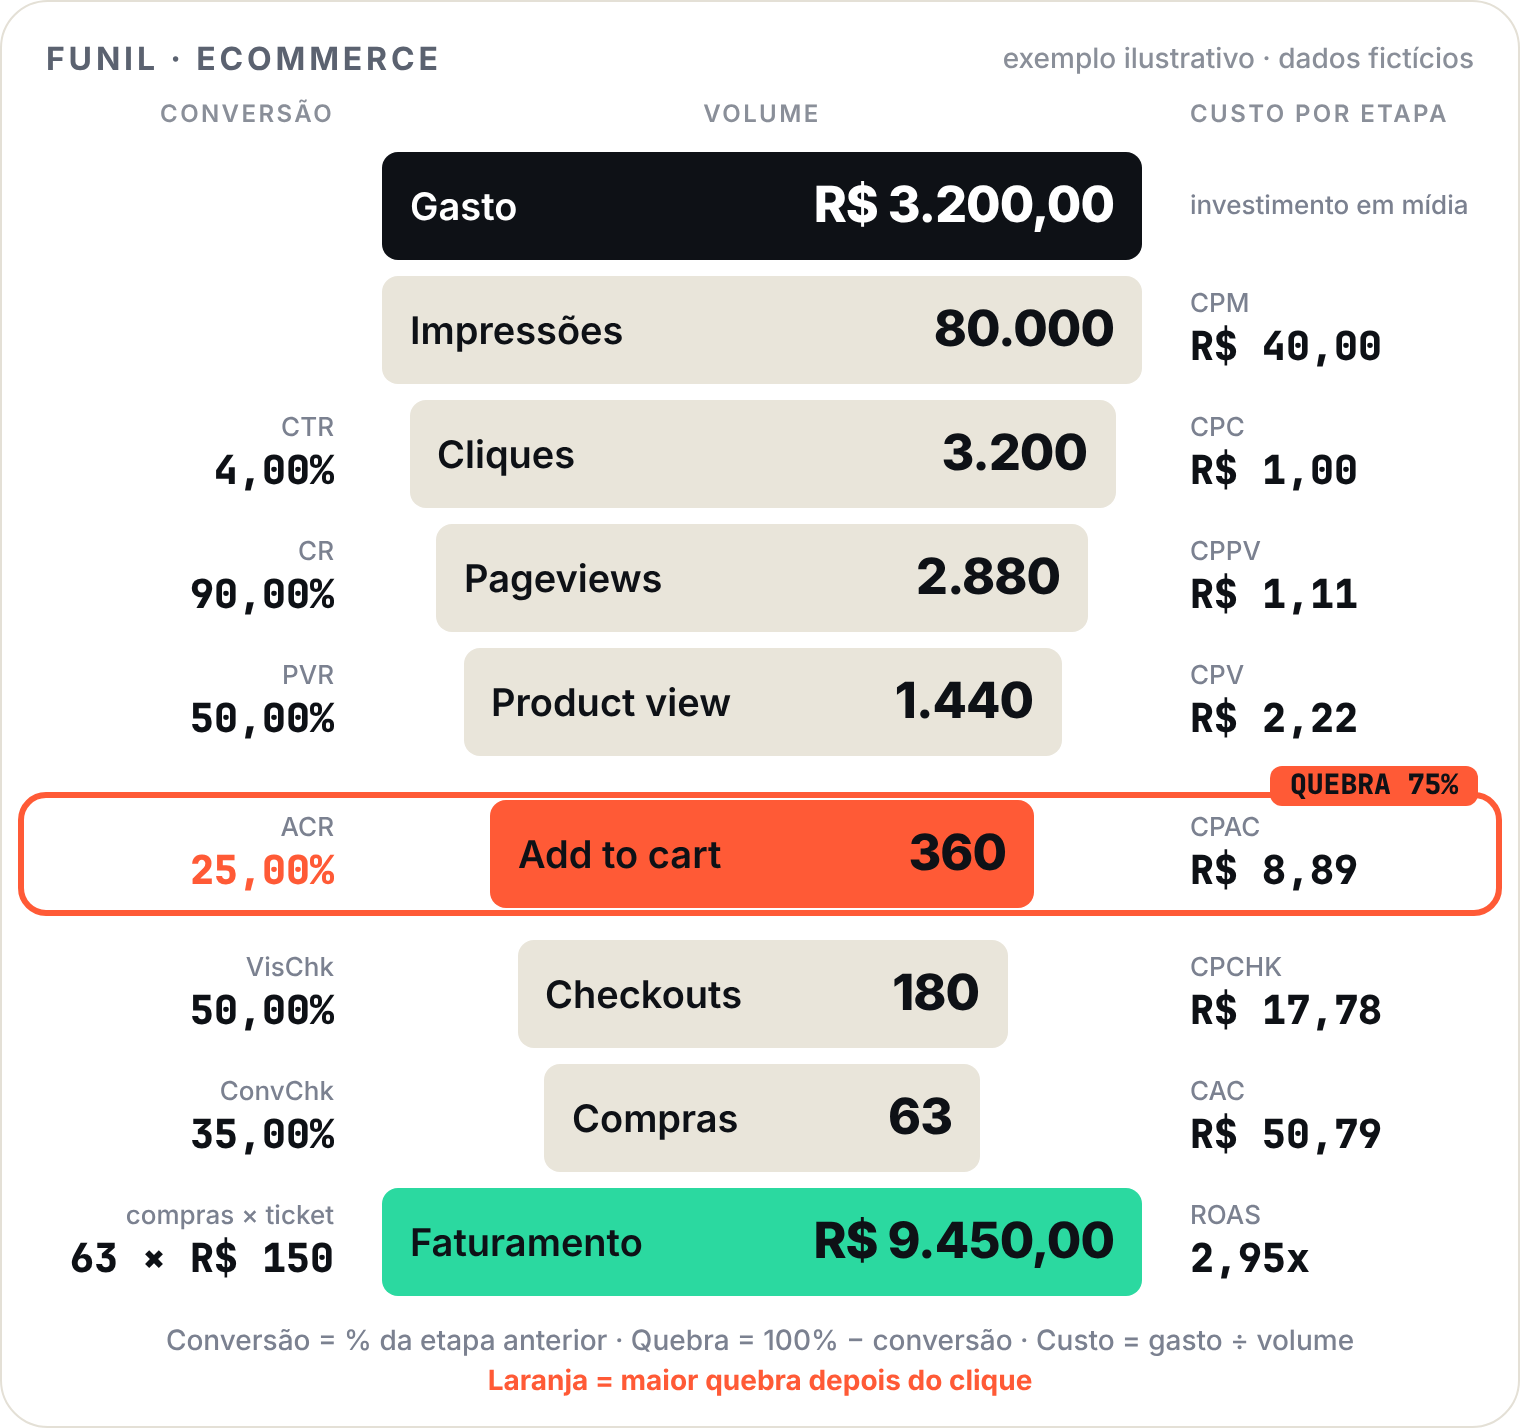 FUNIL · ECOMMERCE
exemplo ilustrativo · dados fictícios
CONVERSÃO VOLUME CUSTO POR ETAPA
Gasto R$ 3.200,00 investimento em mídia
Impressões 80.000
CPM
R$ 40,00
CTR
4,00%
Cliques 3.200
CPC
R$ 1,00
CR
90,00%
Pageviews 2.880
CPPV
R$ 1,11
PVR
50,00%
Product view 1.440
CPV
R$ 2,22
QUEBRA 75%
ACR
25,00%
Add to cart 360
CPAC
R$ 8,89
VisChk
50,00%
Checkouts 180
CPCHK
R$ 17,78
ConvChk
35,00%
Compras 63
CAC
R$ 50,79
compras × ticket
63 × R$ 150
Faturamento R$ 9.450,00
ROAS
2,95x
Conversão = % da etapa anterior · Quebra = 100% − conversão · Custo = gasto ÷ volume
Laranja = maior quebra depois do clique